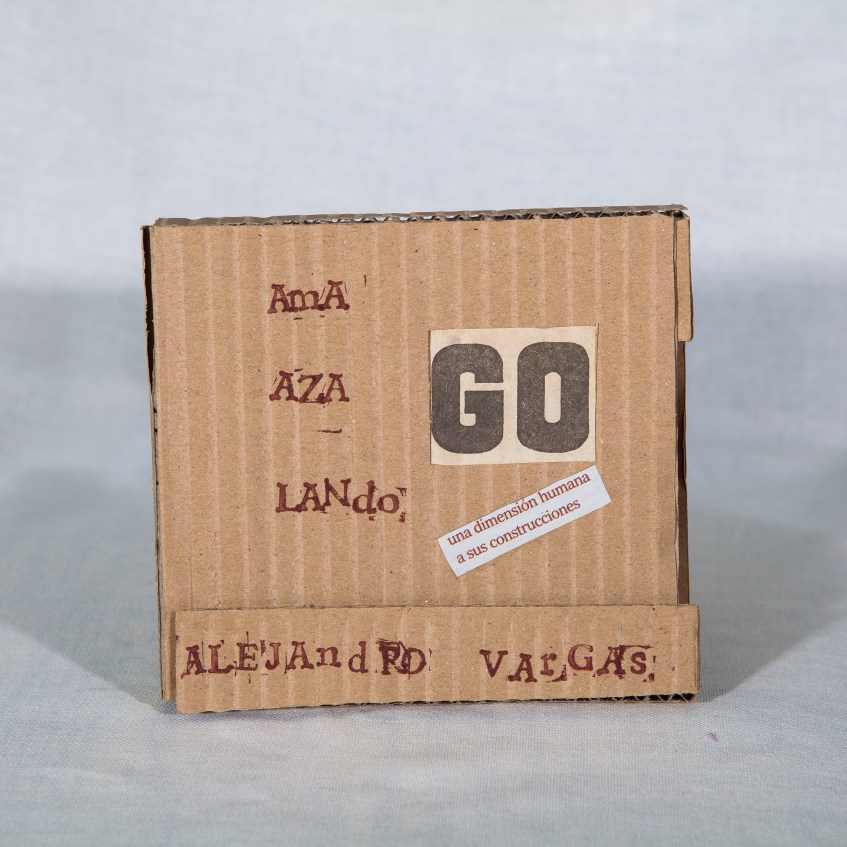 AmA
AZA
GO
LANdo
una dimensión humana
a sus construcciones
ALEJAndRO VArGAs